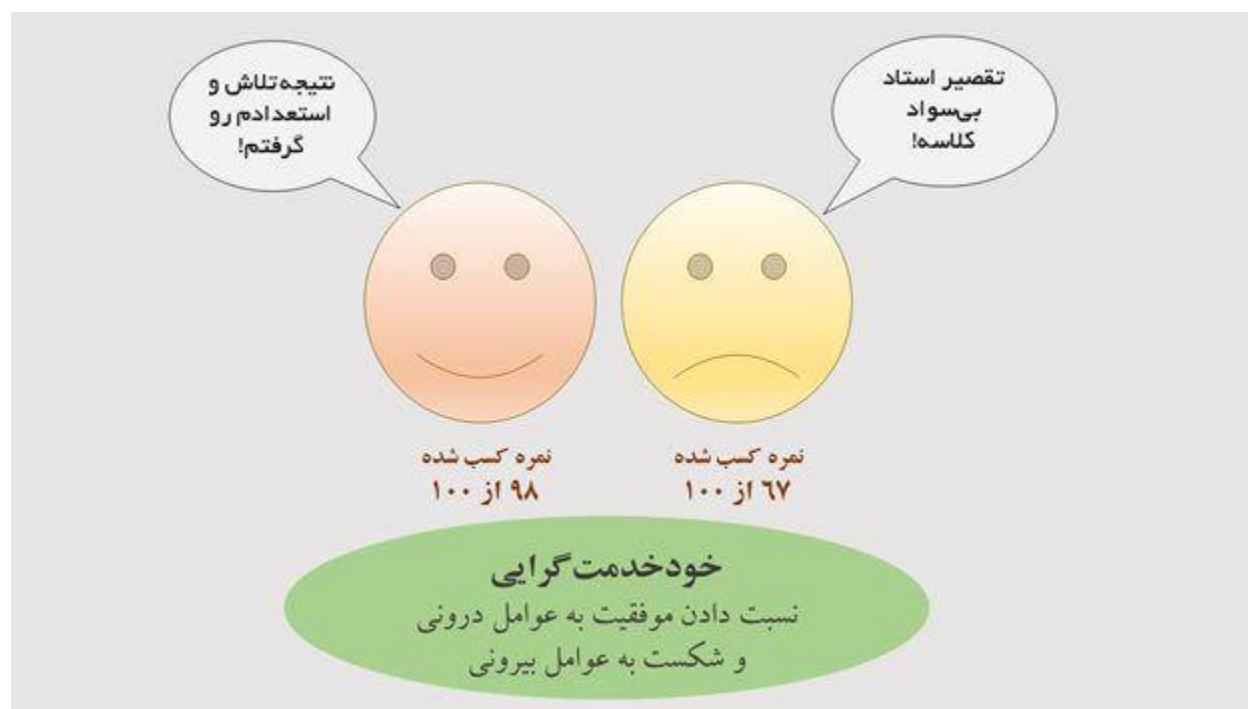 تقصیر استاد
بی‌سواد
کلاسه!
نتیجه تلاش و
استعدادم رو
گرفتم!
نمره کسب شده
۶۷ از ۱۰۰
نمره کسب شده
۹۸ از ۱۰۰
خودخدمت‌گرایی
نسبت دادن موفقیت به عوامل درونی
و شکست به عوامل بیرونی